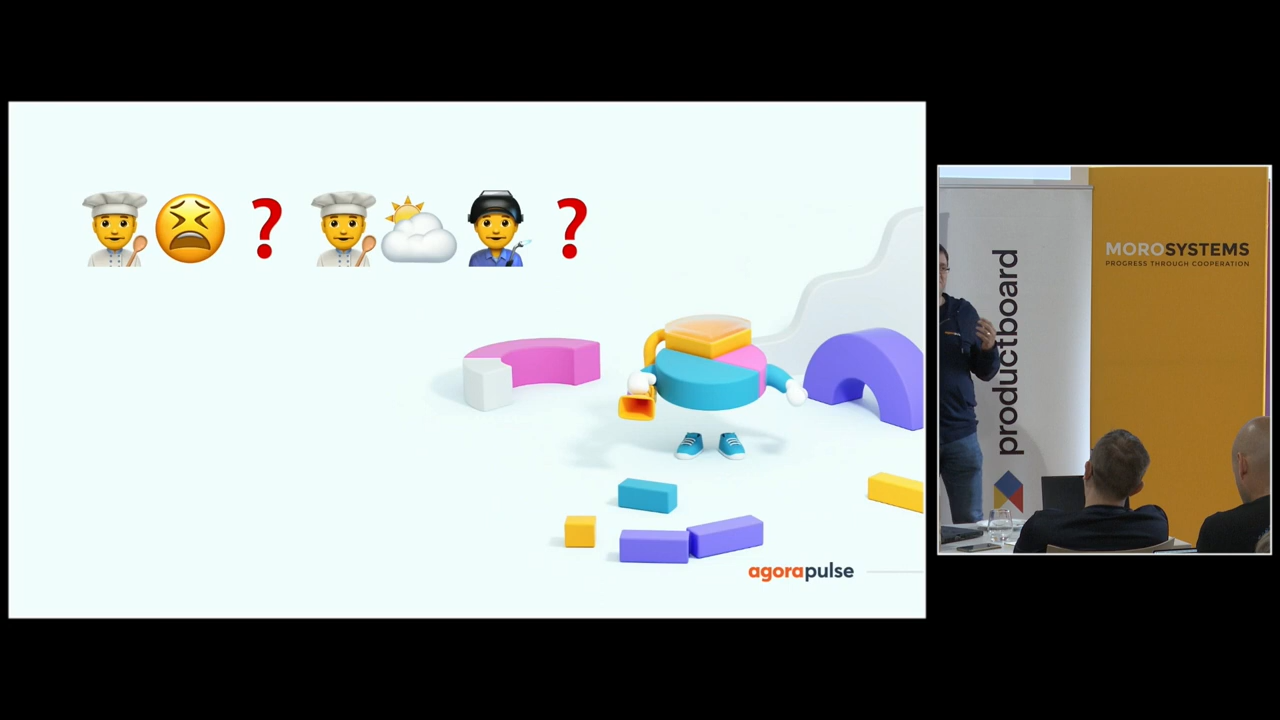 agorapulse
productboard
MOROSYSTEMS
PROGRESS THROUGH COOPERATION